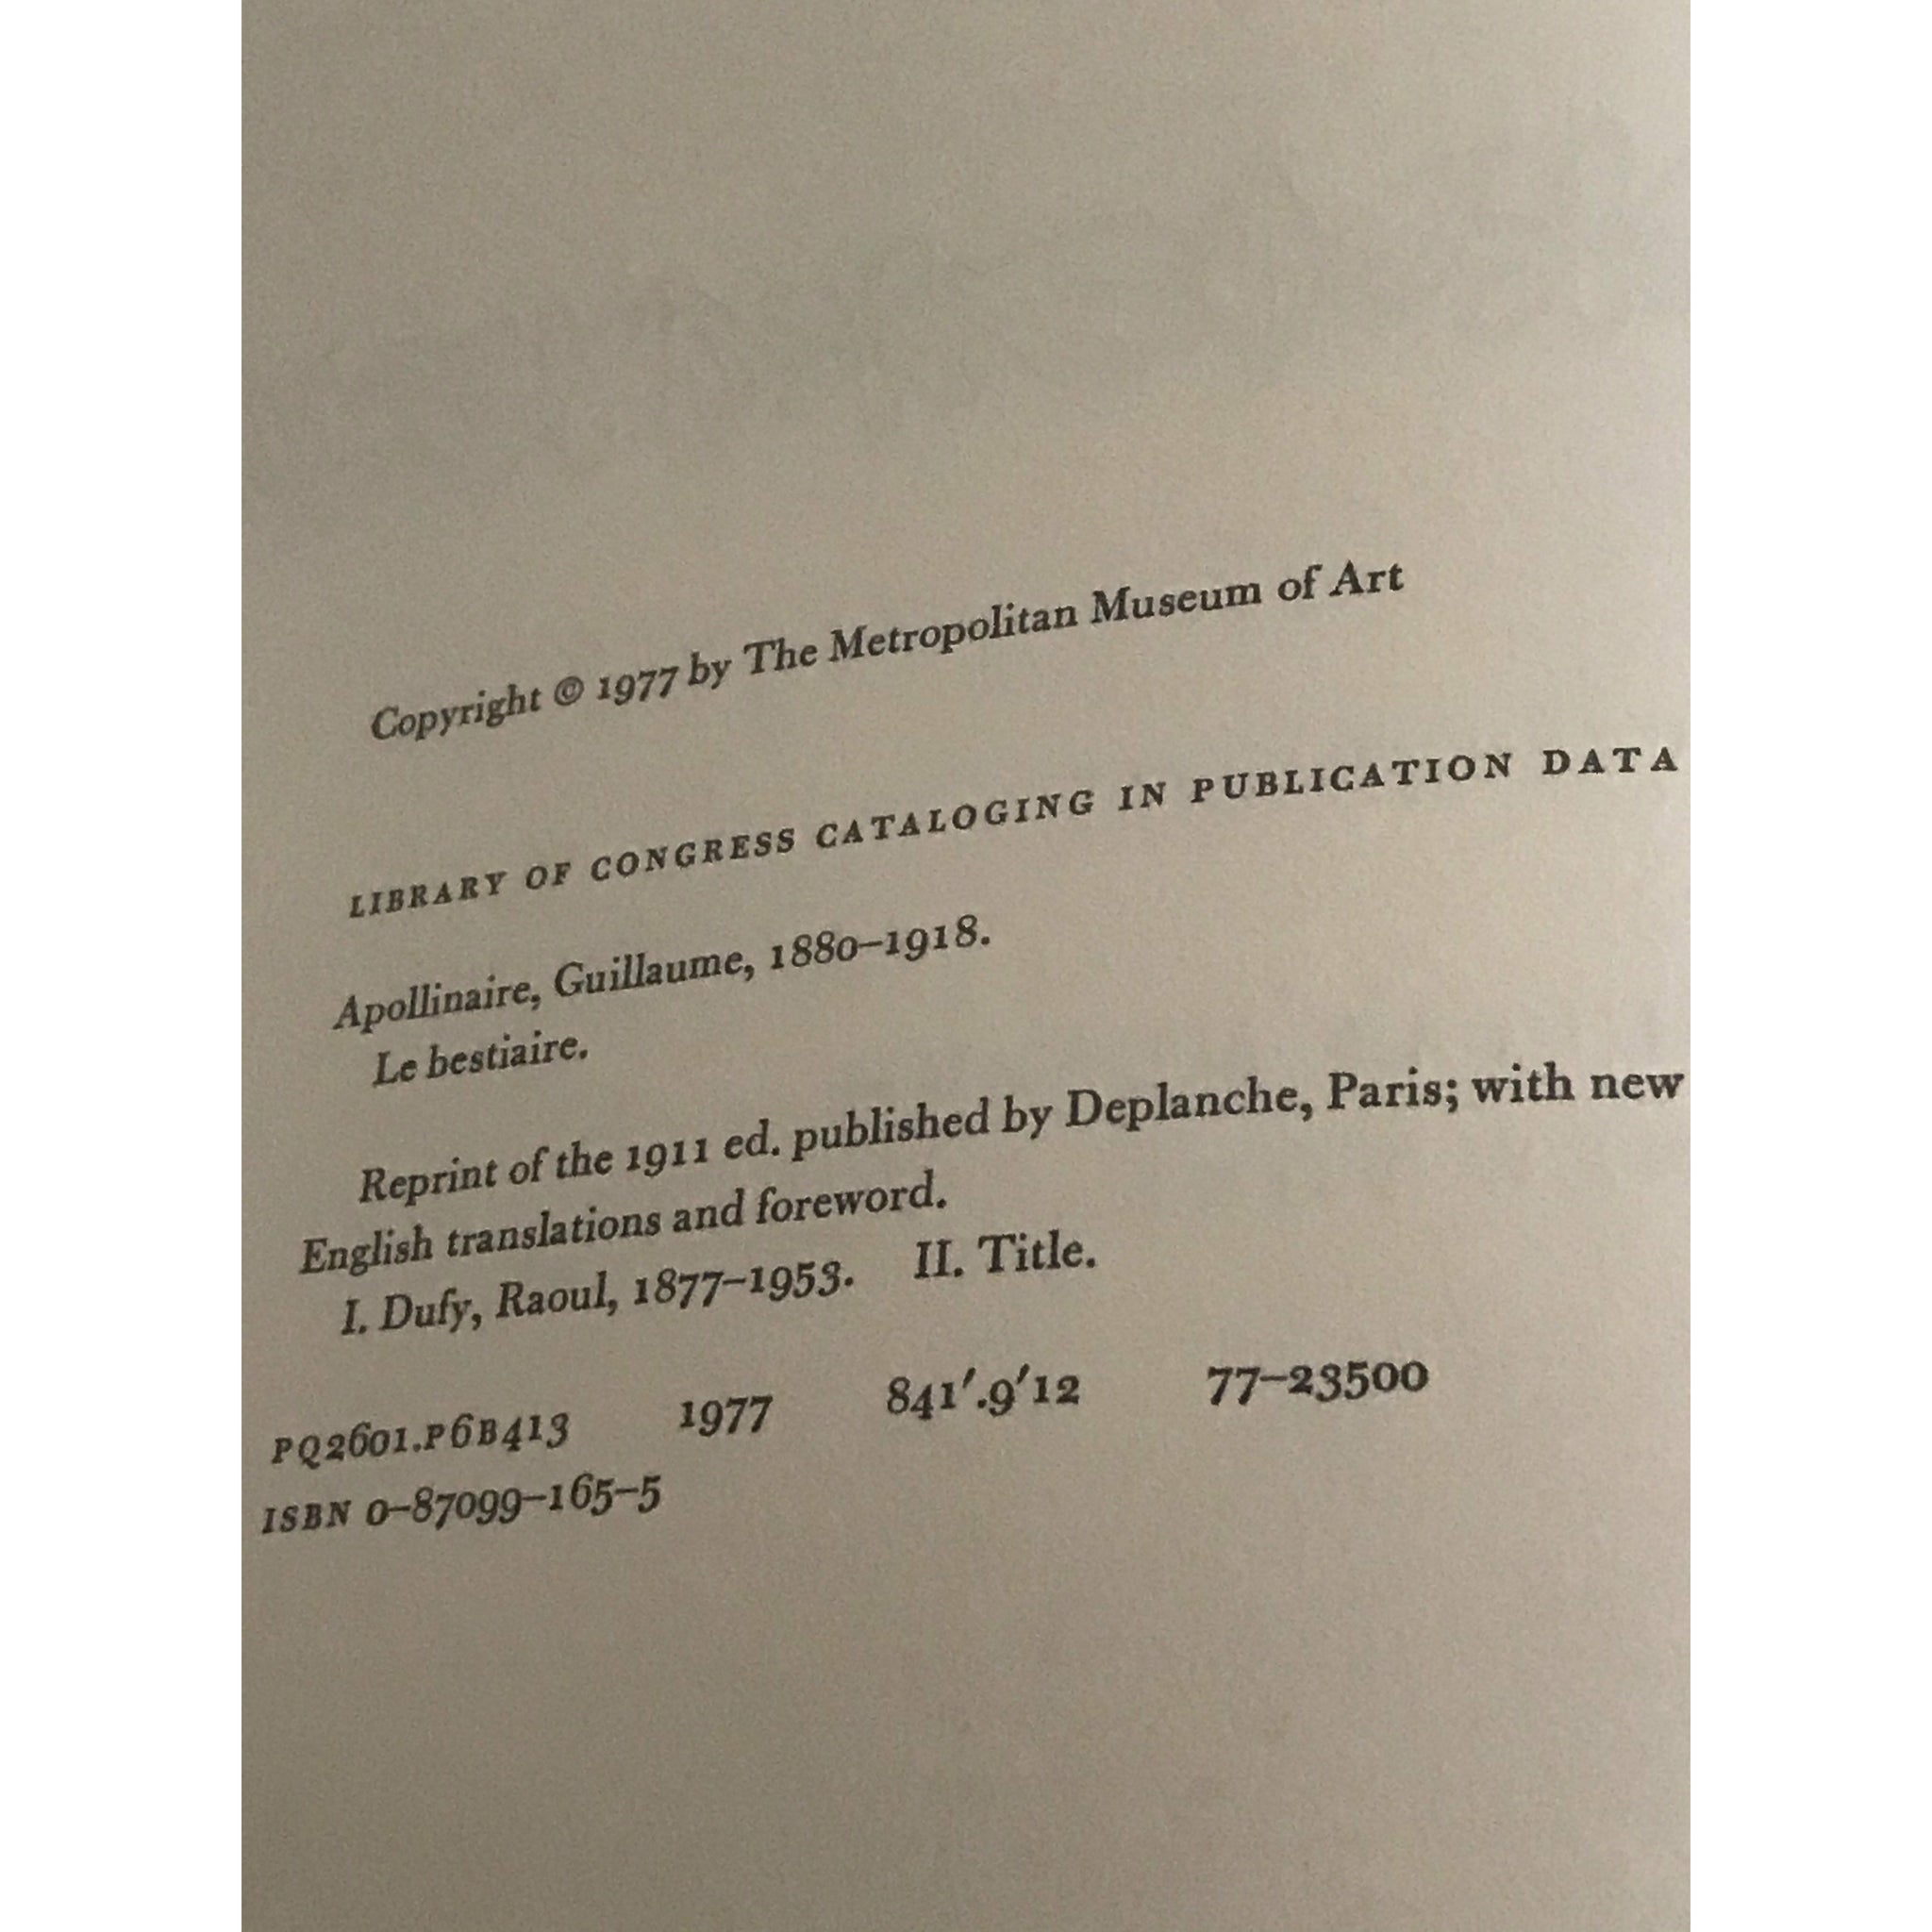 Copyright © 1977 by The Metropolitan Museum of Art
LIBRARY OF CONGRESS CATALOGING IN PUBLICATION DATA
Apollinaire, Guillaume, 1880–1918.
Le bestiaire.
Reprint of the 1911 ed. published by Deplanche, Paris; with new
English translations and foreword.
I. Dufy, Raoul, 1877–1953. II. Title.
PQ2601.P6B413 1977 841′.9′12 77–23500
ISBN 0–87099–165–5